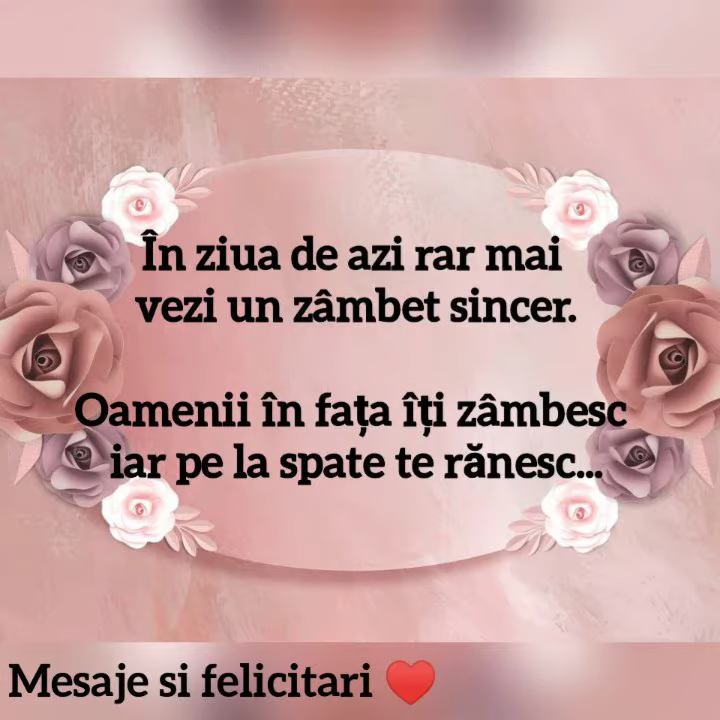 În ziua de azi rar mai
vezi un zâmbet sincer.
Oamenii în fața îți zâmbesc
iar pe la spate te rănesc...
Mesaje si felicitari ♥️